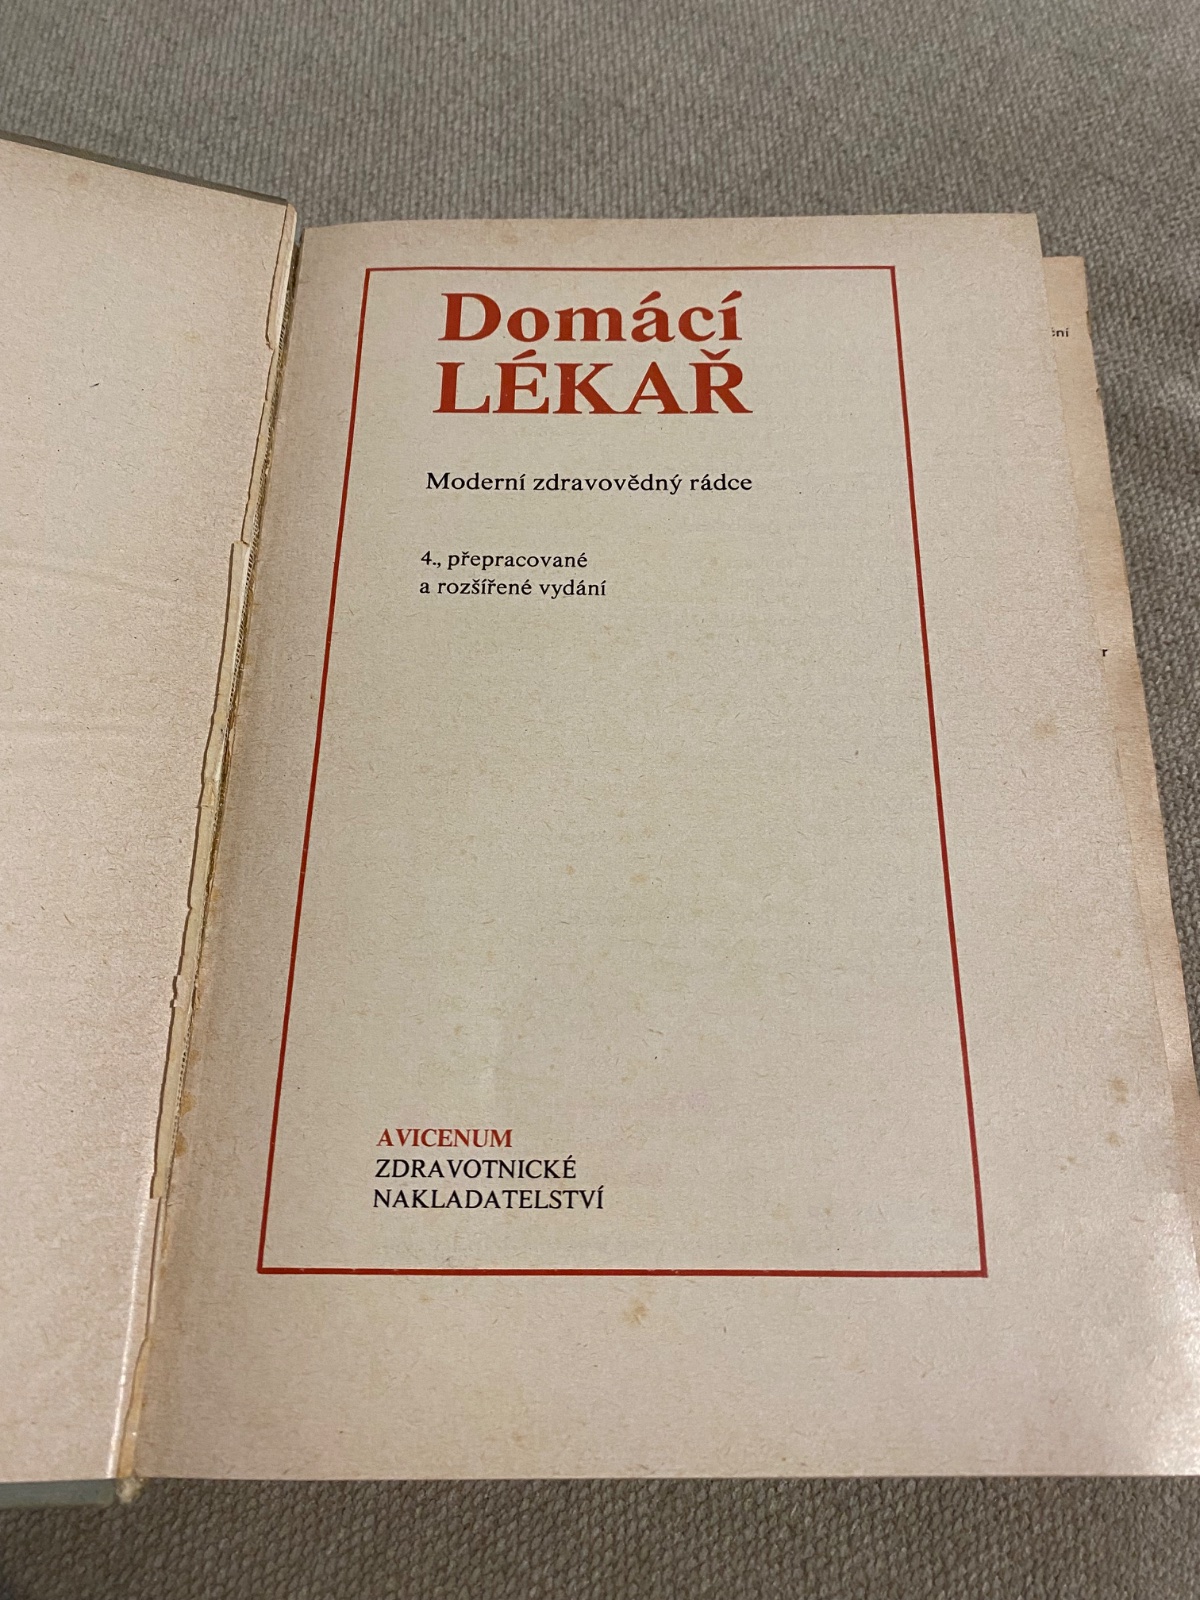 Domácí
LÉKAŘ
Moderní zdravovědný rádce
4., přepracované
a rozšířené vydání
AVICENUM
ZDRAVOTNICKÉ
NAKLADATELSTVÍ